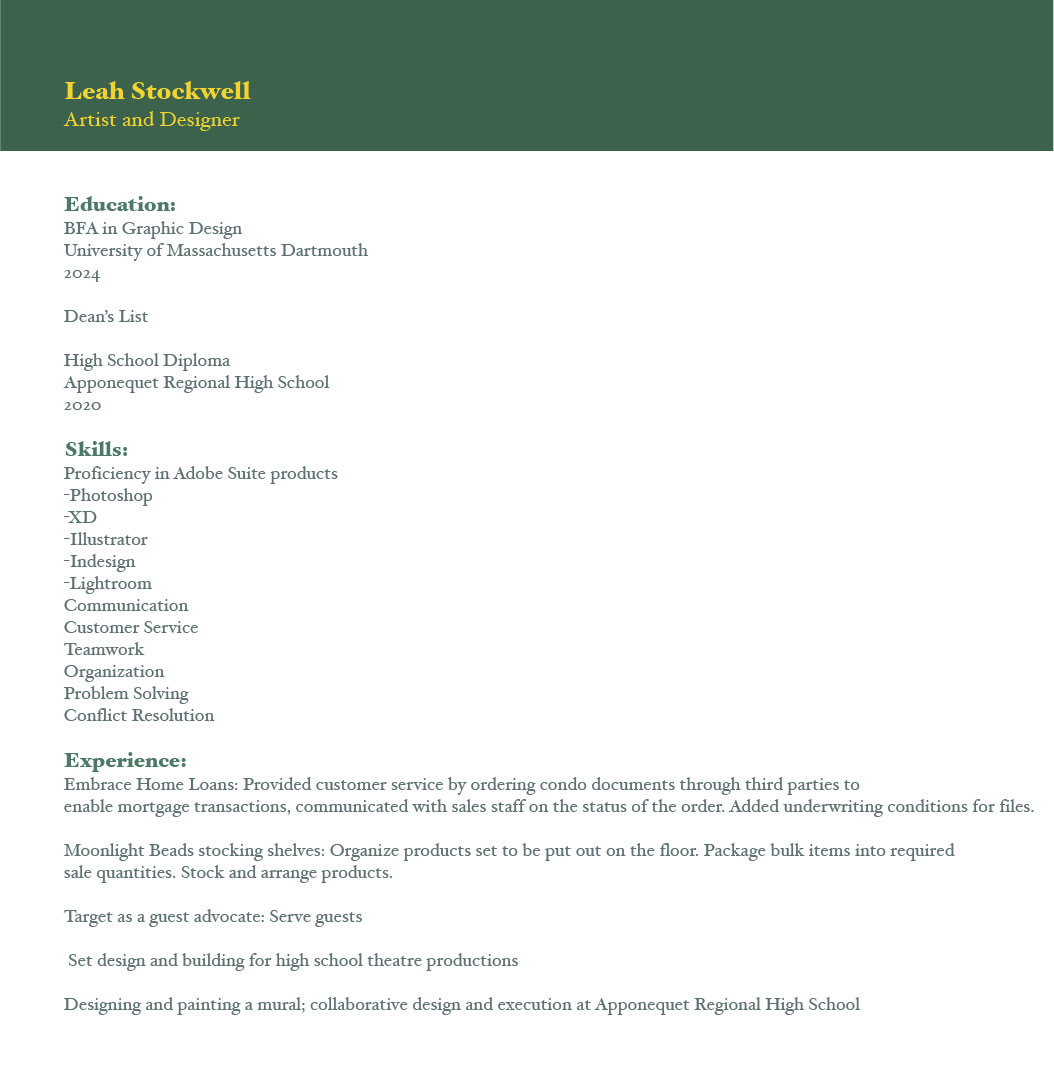 Leah Stockwell
Artist and Designer
Education:
BFA in Graphic Design
University of Massachusetts Dartmouth
2024
Dean’s List
High School Diploma
Apponequet Regional High School
2020
Skills:
Proficiency in Adobe Suite products
-Photoshop
-XD
-Illustrator
-Indesign
-Lightroom
Communication
Customer Service
Teamwork
Organization
Problem Solving
Conflict Resolution
Experience:
Embrace Home Loans: Provided customer service by ordering condo documents through third parties to
enable mortgage transactions, communicated with sales staff on the status of the order. Added underwriting conditions for files.
Moonlight Beads stocking shelves: Organize products set to be put out on the floor. Package bulk items into required
sale quantities. Stock and arrange products.
Target as a guest advocate: Serve guests
Set design and building for high school theatre productions
Designing and painting a mural; collaborative design and execution at Apponequet Regional High School